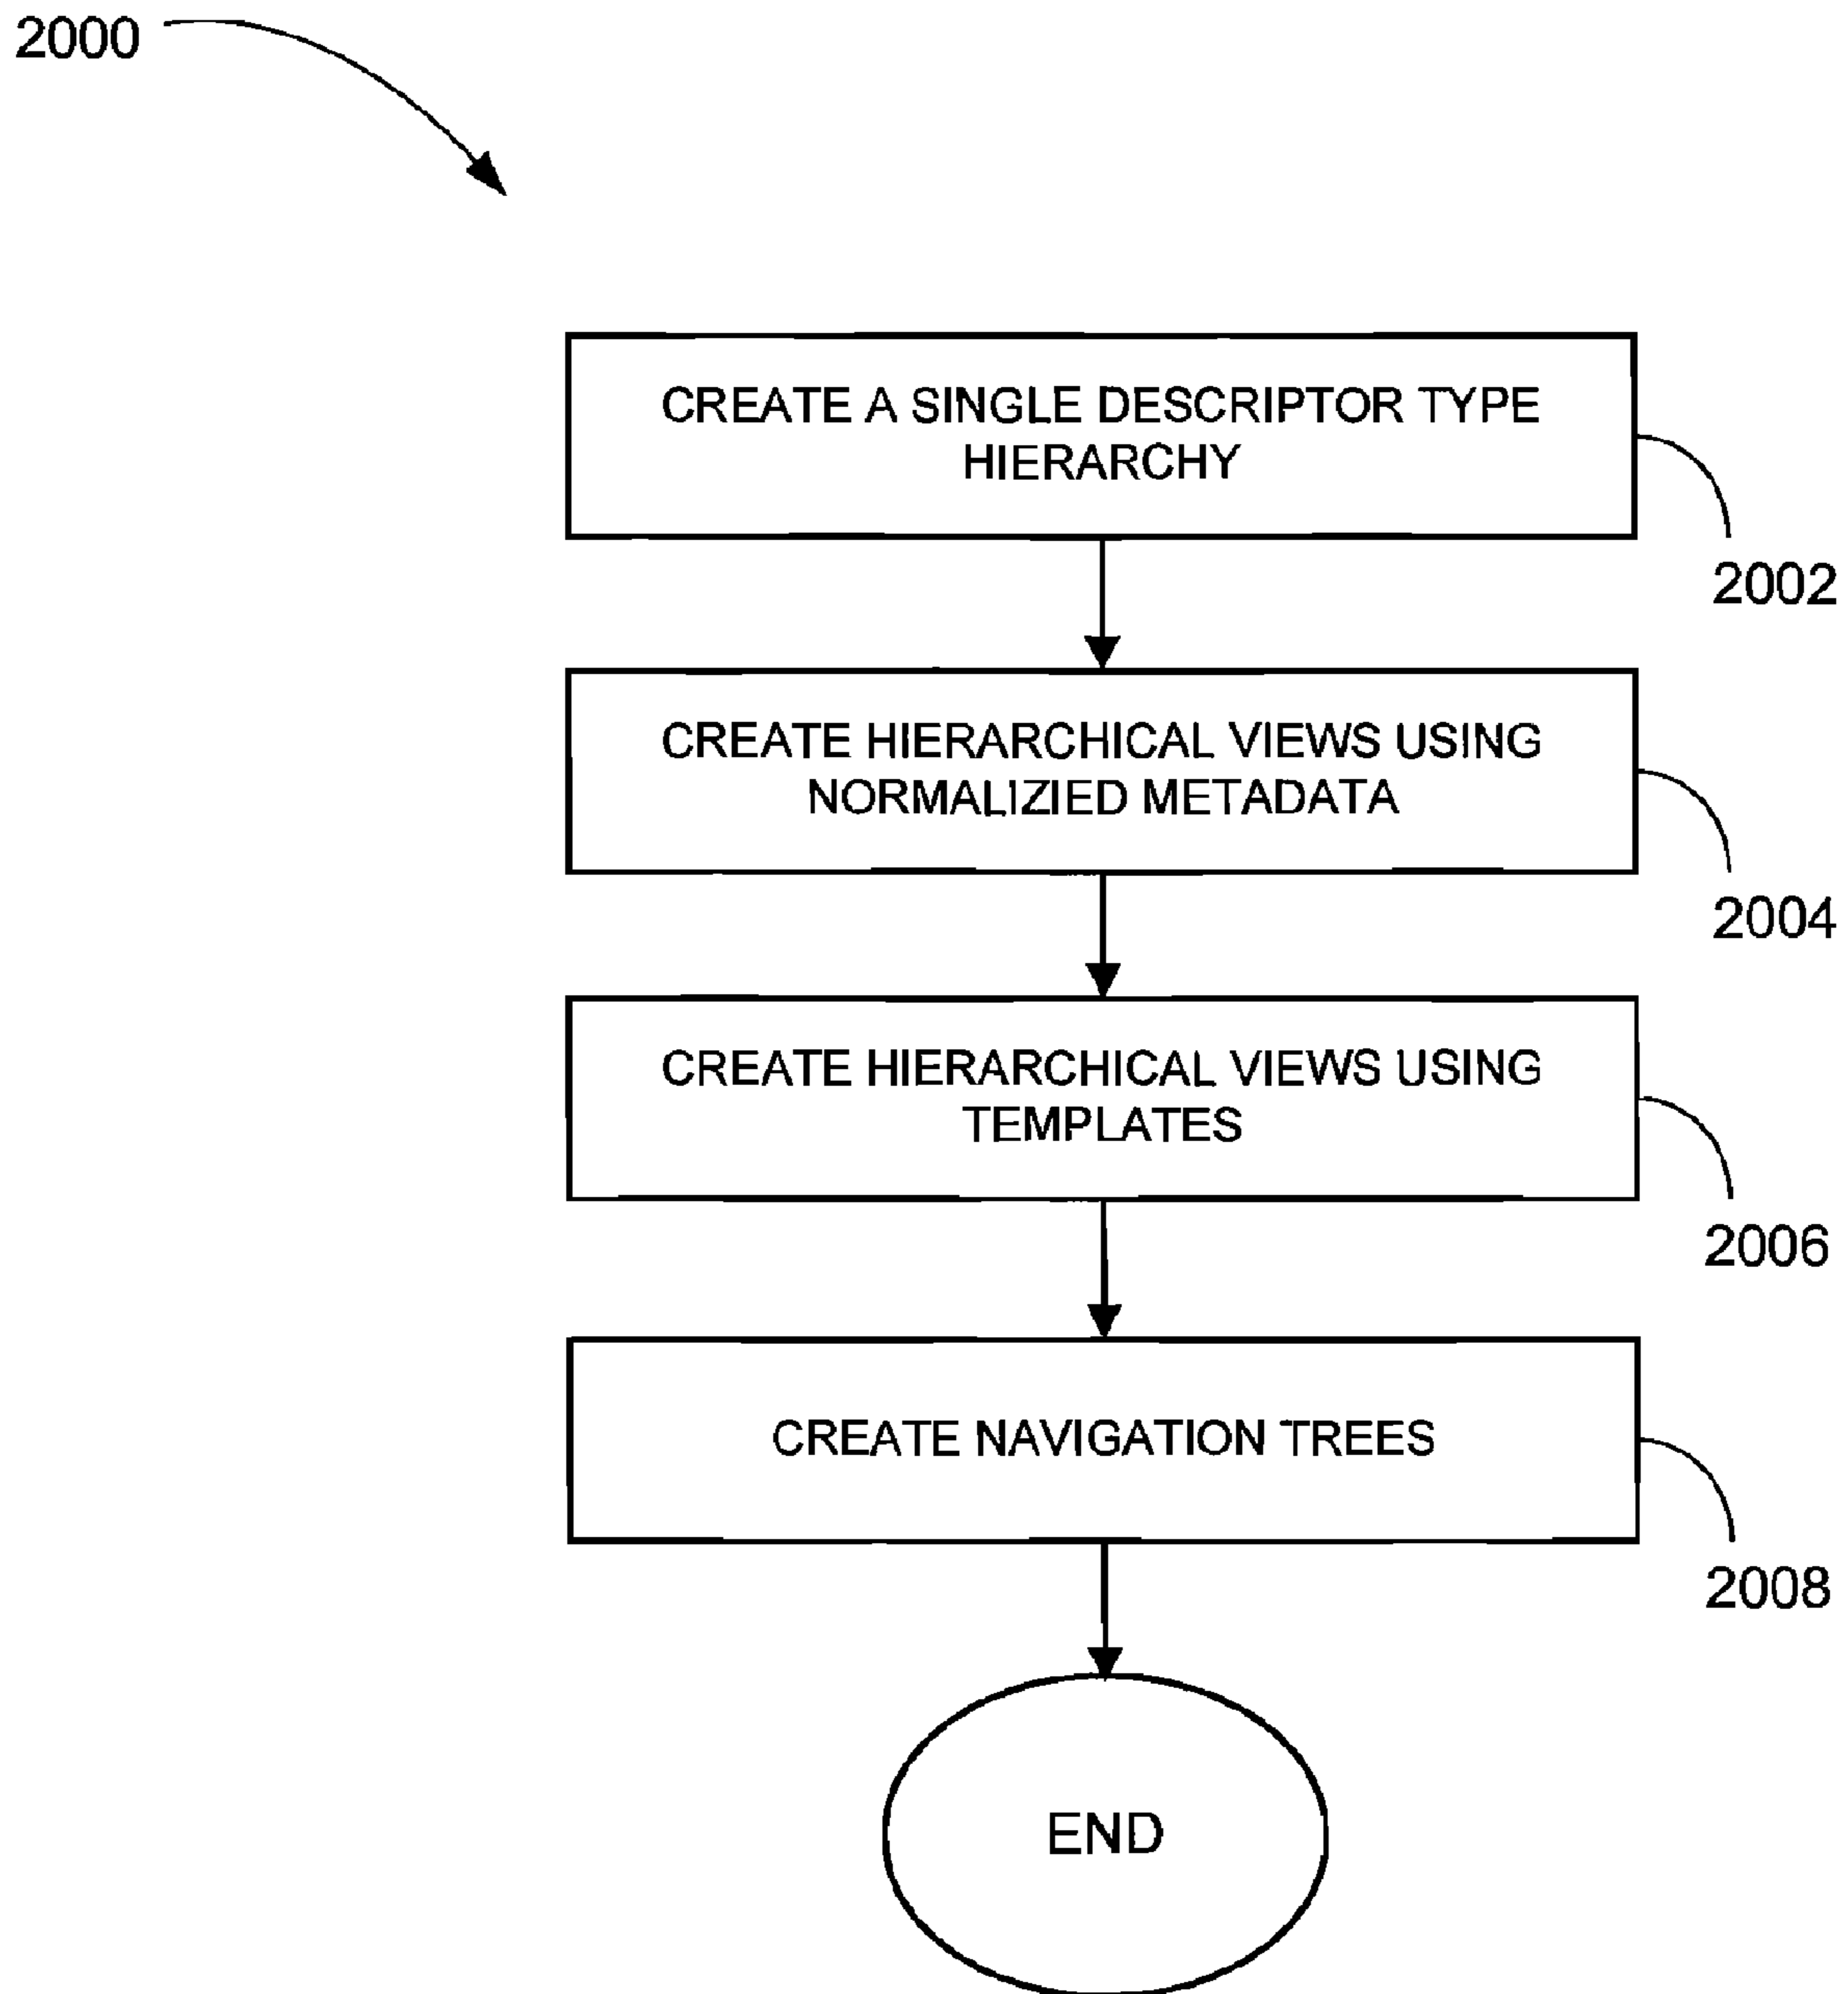 2000
CREATE A SINGLE DESCRIPTOR TYPE
HIERARCHY
2002
CREATE HIERARCHICAL VIEWS USING
NORMALIZIED METADATA
2004
CREATE HIERARCHICAL VIEWS USING
TEMPLATES
2006
CREATE NAVIGATION TREES
2008
END